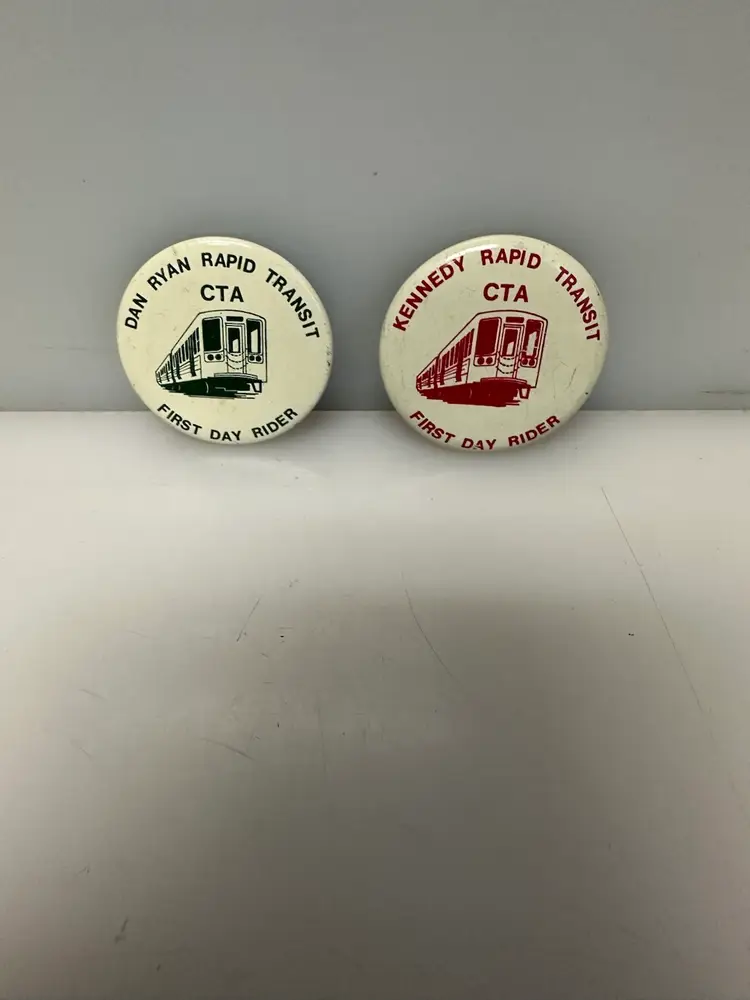 DAN RYAN RAPID TRANSIT
CTA
FIRST DAY RIDER
KENNEDY RAPID TRANSIT
CTA
FIRST DAY RIDER